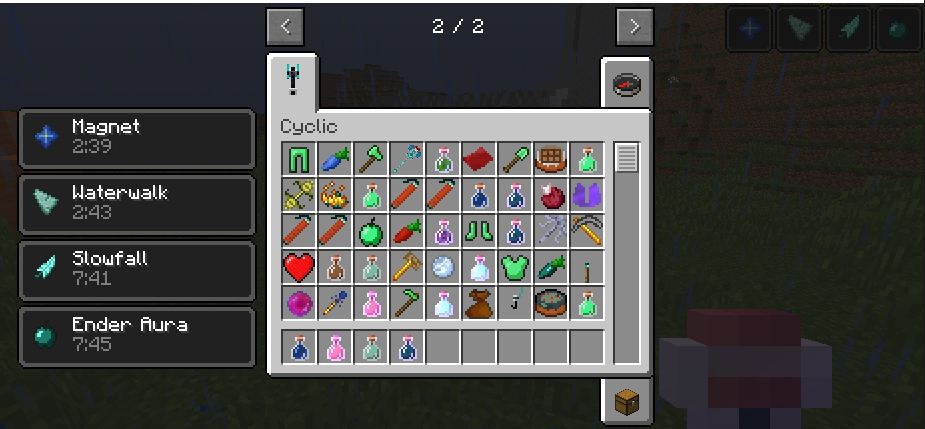 2 / 2
Magnet
2:39
Waterwalk
2:43
Slowfall
7:41
Ender Aura
7:45
Cyclic